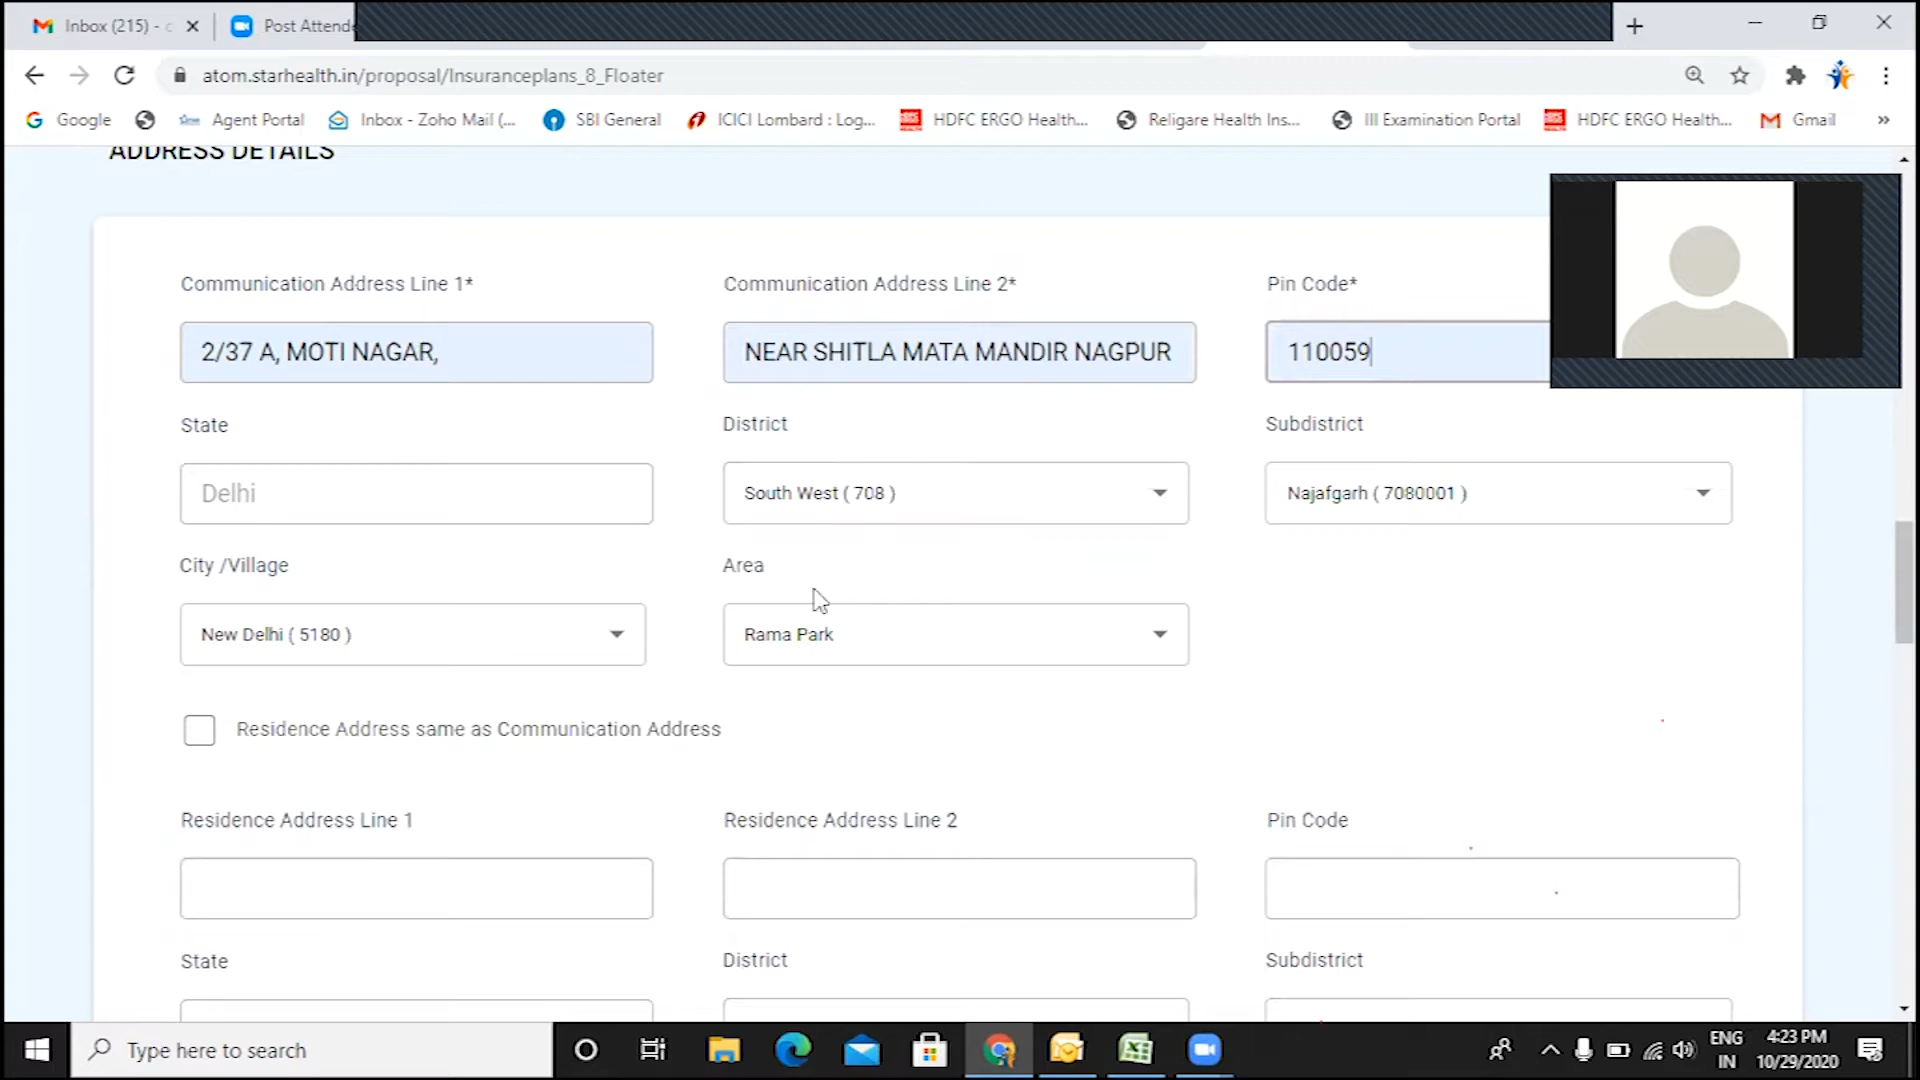 Inbox (215) - c
Post Attende
atom.starhealth.in/proposal/Insuranceplans_8_Floater
Google
Agent Portal
Inbox - Zoho Mail (...
SBI General
ICICI Lombard : Log...
HDFC ERGO Health...
Religare Health Ins...
III Examination Portal
HDFC ERGO Health...
Gmail
»
ADDRESS DETAILS
Communication Address Line 1*
Communication Address Line 2*
Pin Code*
2/37 A, MOTI NAGAR,
NEAR SHITLA MATA MANDIR NAGPUR
110059
State
District
Subdistrict
Delhi
South West ( 708 )
Najafgarh ( 7080001 )
City /Village
Area
New Delhi ( 5180 )
Rama Park
Residence Address same as Communication Address
Residence Address Line 1
Residence Address Line 2
Pin Code
State
District
Subdistrict
Type here to search
ENG
IN
4:23 PM
10/29/2020